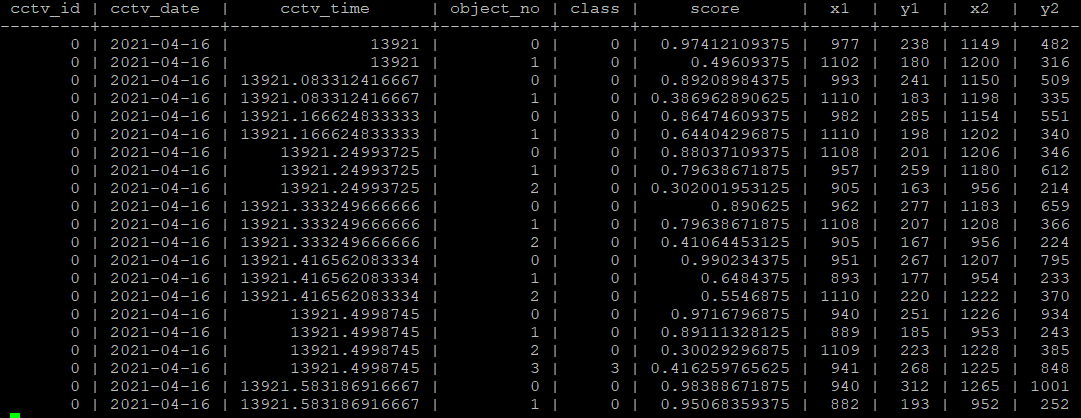 cctv_id | cctv_date | cctv_time | object_no | class | score | x1 | y1 | x2 | y2
---------+------------+------------------+-----------+-------+----------------+------+-----+------+------
0 | 2021-04-16 | 13921 | 0 | 0 | 0.97412109375 | 977 | 238 | 1149 | 482
0 | 2021-04-16 | 13921 | 1 | 0 | 0.49609375 | 1102 | 180 | 1200 | 316
0 | 2021-04-16 | 13921.083312416667 | 0 | 0 | 0.89208984375 | 993 | 241 | 1150 | 509
0 | 2021-04-16 | 13921.083312416667 | 1 | 0 | 0.386962890625 | 1110 | 183 | 1198 | 335
0 | 2021-04-16 | 13921.166624833333 | 0 | 0 | 0.86474609375 | 982 | 285 | 1154 | 551
0 | 2021-04-16 | 13921.166624833333 | 1 | 0 | 0.64404296875 | 1110 | 198 | 1202 | 340
0 | 2021-04-16 | 13921.24993725 | 0 | 0 | 0.88037109375 | 1108 | 201 | 1206 | 346
0 | 2021-04-16 | 13921.24993725 | 1 | 0 | 0.79638671875 | 957 | 259 | 1180 | 612
0 | 2021-04-16 | 13921.24993725 | 2 | 0 | 0.302001953125 | 905 | 163 | 956 | 214
0 | 2021-04-16 | 13921.333249666666 | 0 | 0 | 0.890625 | 962 | 277 | 1183 | 659
0 | 2021-04-16 | 13921.333249666666 | 1 | 0 | 0.79638671875 | 1108 | 207 | 1208 | 366
0 | 2021-04-16 | 13921.333249666666 | 2 | 0 | 0.41064453125 | 905 | 167 | 956 | 224
0 | 2021-04-16 | 13921.416562083334 | 0 | 0 | 0.990234375 | 951 | 267 | 1207 | 795
0 | 2021-04-16 | 13921.416562083334 | 1 | 0 | 0.6484375 | 893 | 177 | 954 | 233
0 | 2021-04-16 | 13921.416562083334 | 2 | 0 | 0.5546875 | 1110 | 220 | 1222 | 370
0 | 2021-04-16 | 13921.4998745 | 0 | 0 | 0.9716796875 | 940 | 251 | 1226 | 934
0 | 2021-04-16 | 13921.4998745 | 1 | 0 | 0.89111328125 | 889 | 185 | 953 | 243
0 | 2021-04-16 | 13921.4998745 | 2 | 0 | 0.30029296875 | 1109 | 223 | 1228 | 385
0 | 2021-04-16 | 13921.4998745 | 3 | 3 | 0.416259765625 | 941 | 268 | 1225 | 848
0 | 2021-04-16 | 13921.583186916667 | 0 | 0 | 0.98388671875 | 940 | 312 | 1265 | 1001
0 | 2021-04-16 | 13921.583186916667 | 1 | 0 | 0.95068359375 | 882 | 193 | 952 | 252